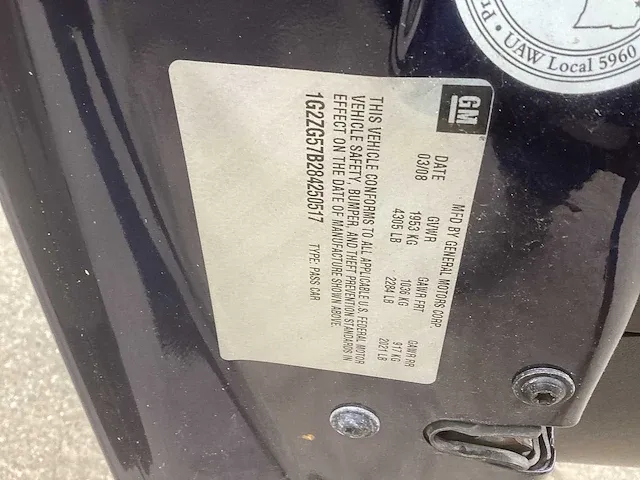 GM
MFD BY GENERAL MOTORS CORP.
DATE GVWR GAWR FRT GAWR RR
03/08 1953 KG 1036 KG 917 KG
4305 LB 2284 LB 2021 LB
THIS VEHICLE CONFORMS TO ALL APPLICABLE U.S. FEDERAL MOTOR
VEHICLE SAFETY, BUMPER, AND THEFT PREVENTION STANDARDS IN
EFFECT ON THE DATE OF MANUFACTURE SHOWN ABOVE.
1G2ZG57B284250517 TYPE: PASS CAR
• UAW Local 5960